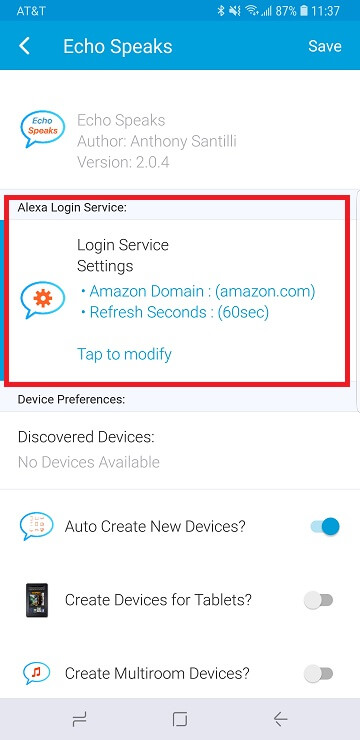 AT&T 87% 11:37
Echo Speaks Save
Echo
Speaks
Echo Speaks
Author: Anthony Santilli
Version: 2.0.4
Alexa Login Service:
Login Service
Settings
• Amazon Domain : (amazon.com)
• Refresh Seconds : (60sec)
Tap to modify
Device Preferences:
Discovered Devices:
No Devices Available
Auto Create New Devices?
Create Devices for Tablets?
Create Multiroom Devices?